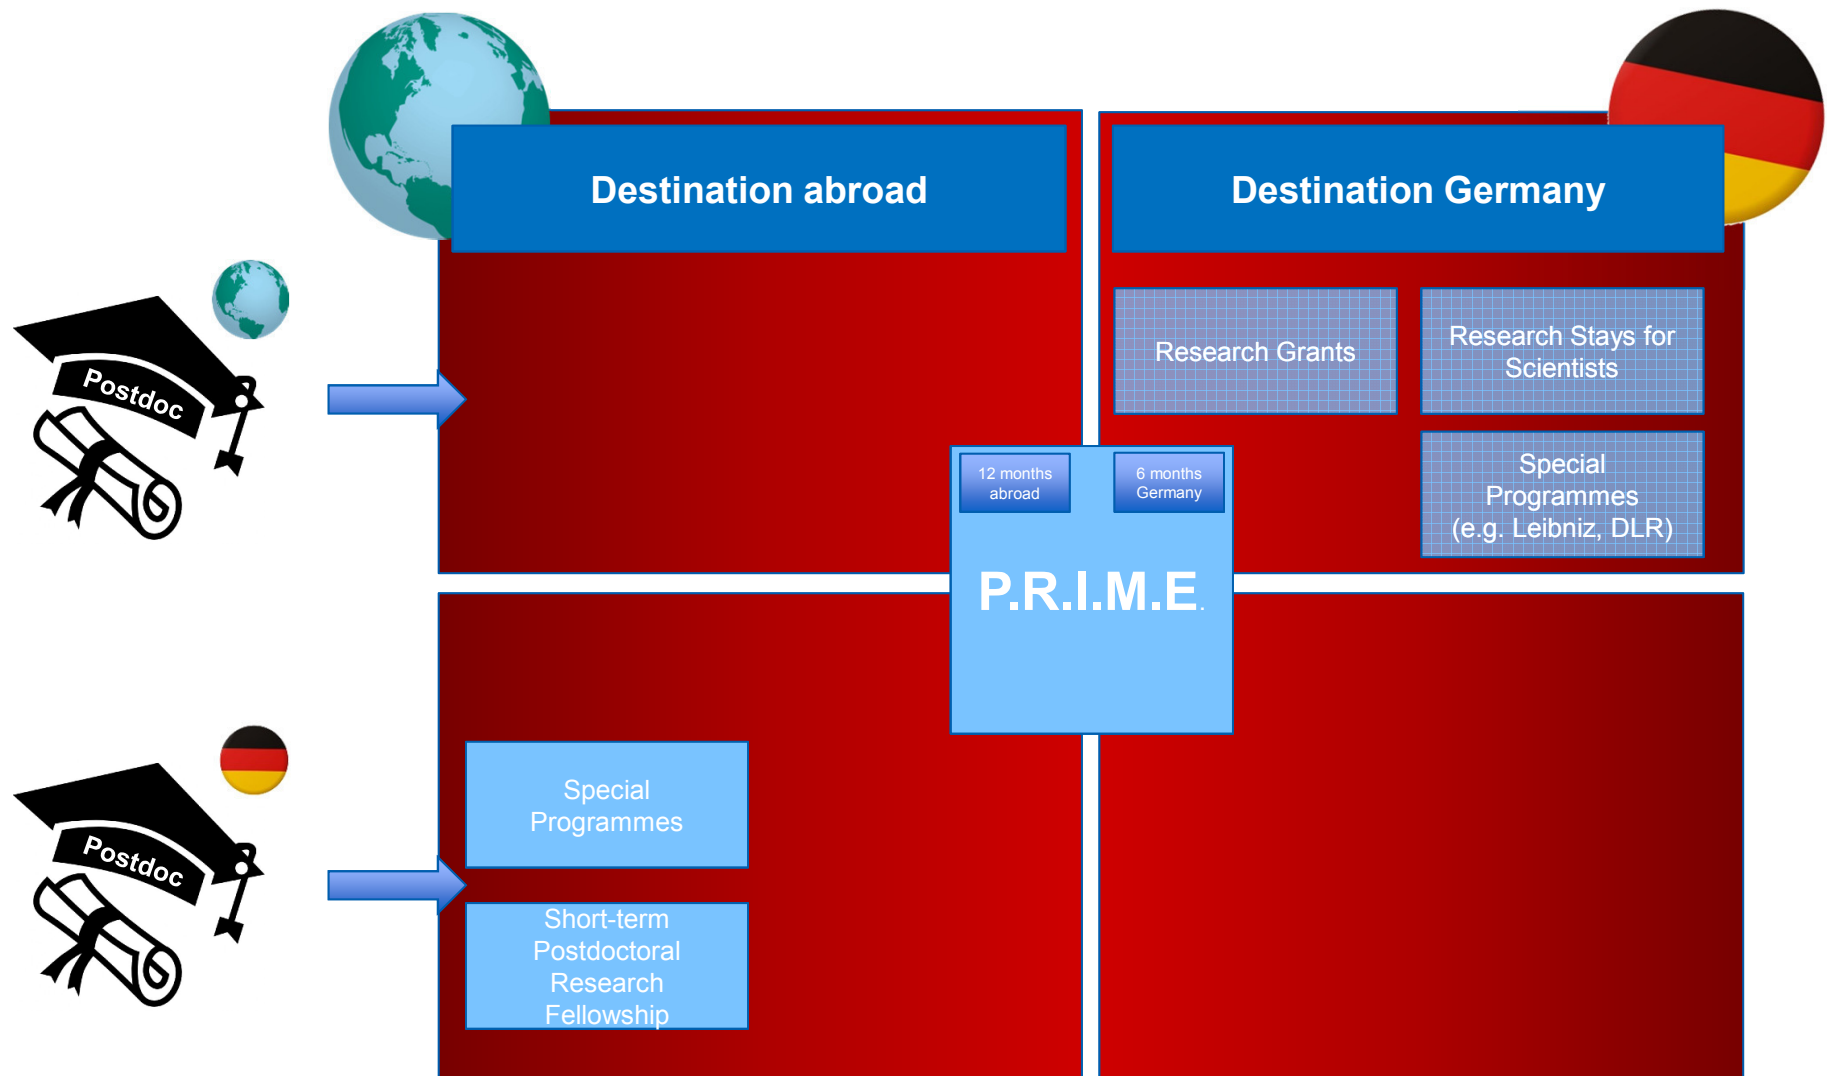 Destination abroad
Destination Germany
Postdoc
Research Grants
Research Stays for
Scientists
Special
Programmes
(e.g. Leibniz, DLR)
12 months
abroad
6 months
Germany
P.R.I.M.E.
Postdoc
Special
Programmes
Short-term
Postdoctoral
Research
Fellowship